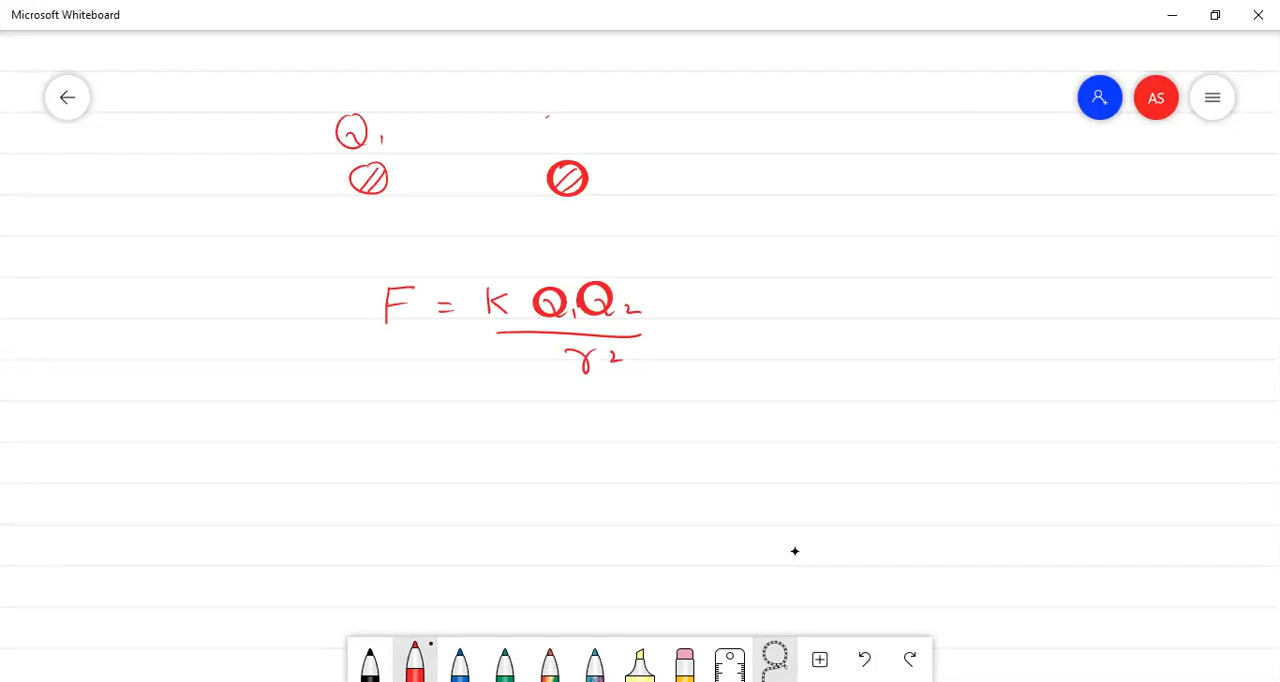 Microsoft Whiteboard
AS
Q₁
F = K Q₁Q₂
r²